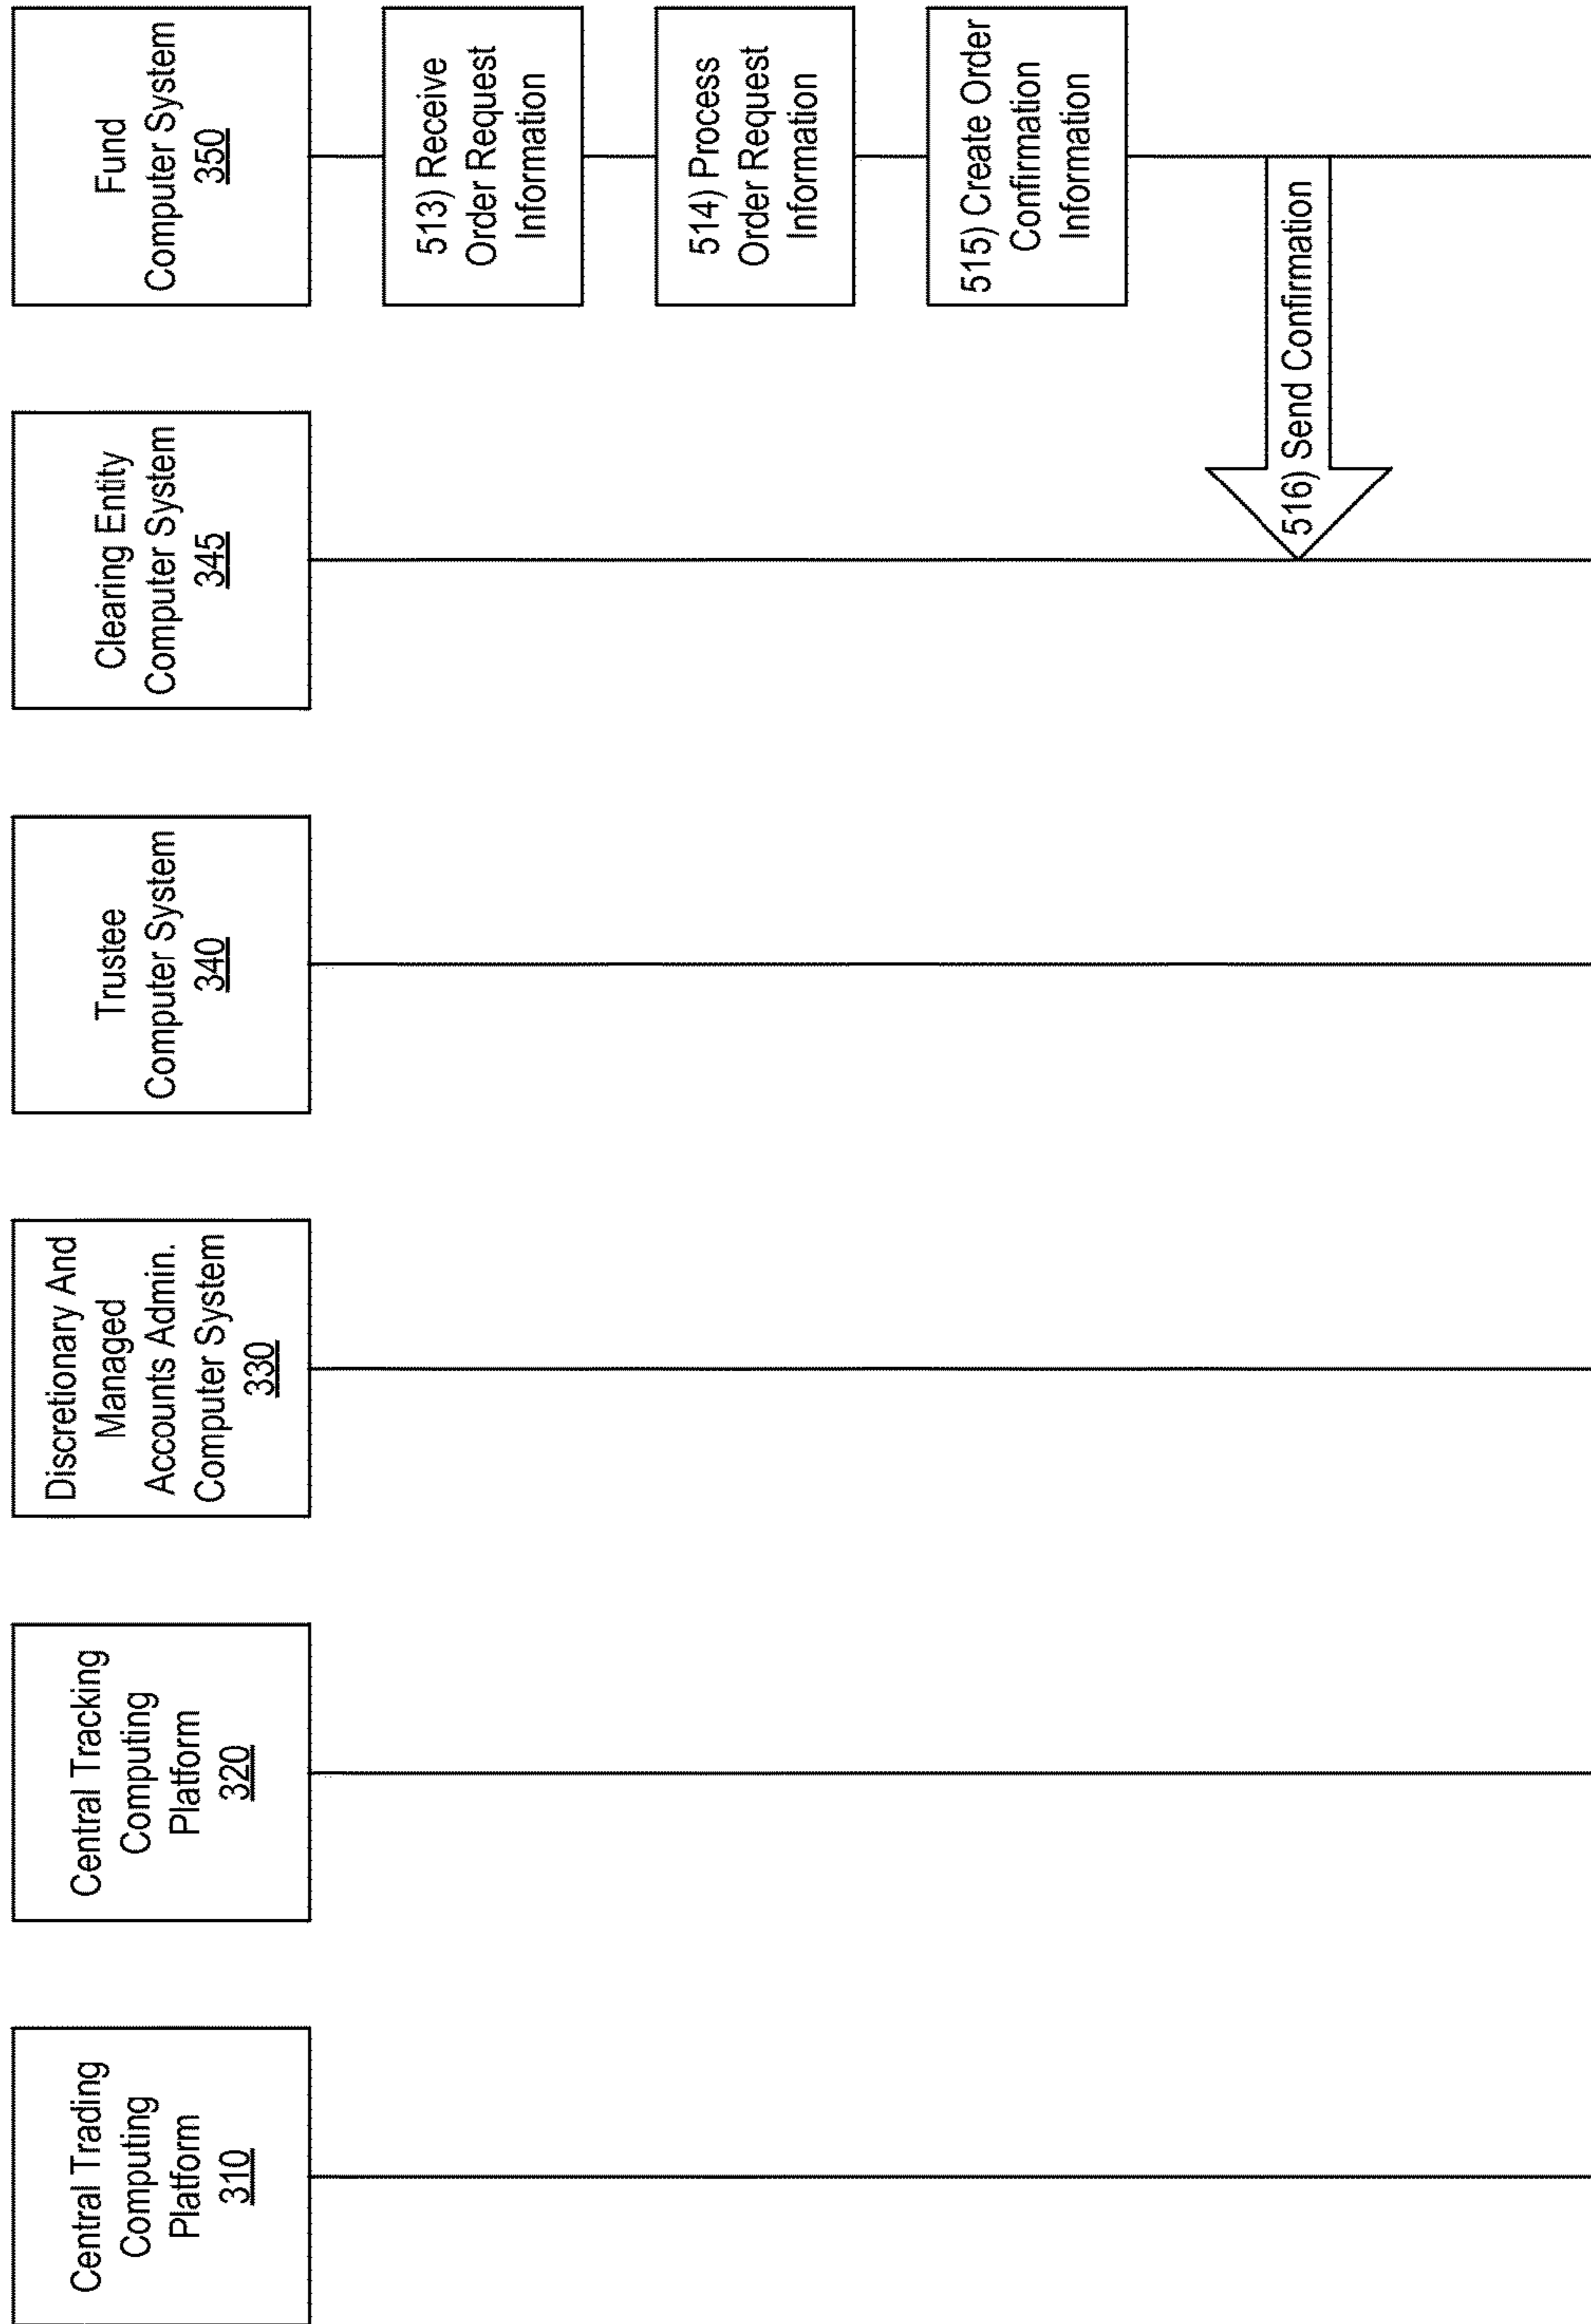 Central Trading
Computing
Platform
310
Central Tracking
Computing
Platform
320
Discretionary And
Managed
Accounts Admin.
Computer System
330
Trustee
Computer System
340
Clearing Entity
Computer System
345
Fund
Computer System
350
513) Receive
Order Request
Information
514) Process
Order Request
Information
515) Create Order
Confirmation
Information
516) Send Confirmation